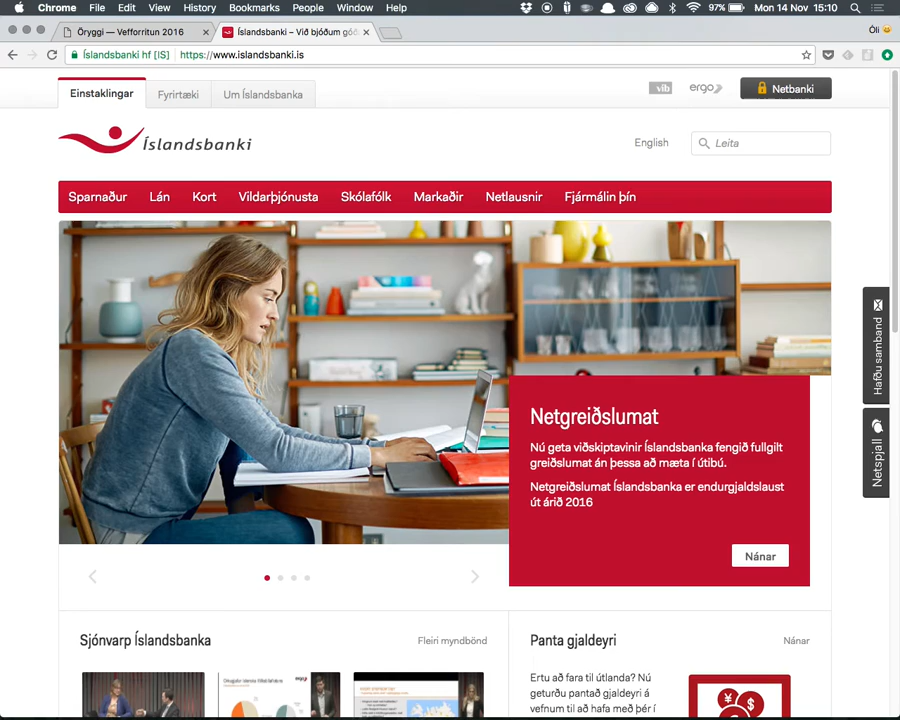 Chrome File Edit View History Bookmarks People Window Help 97% Mon 14 Nov 15:10
Öryggi — Vefforritun 2016
Íslandsbanki – Við bjóðum góð
Óli
Íslandsbanki hf [IS] https://www.islandsbanki.is
Einstaklingar Fyrirtæki Um Íslandsbanka
vib ergo Netbanki
Íslandsbanki English Leita
Sparnaður Lán Kort Vildarþjónusta Skólafólk Markaðir Netlausnir Fjármálin þín
Netgreiðslumat
Nú geta viðskiptavinir Íslandsbanka fengið fullgilt
greiðslumat án þessa að mæta í útibú.
Netgreiðslumat Íslandsbanka er endurgjaldslaust
út árið 2016
Nánar
Hafðu samband
Netspjall
Sjónvarp Íslandsbanka Fleiri myndbönd
Panta gjaldeyri Nánar
Ertu að fara til útlanda? Nú
geturðu pantað gjaldeyri á
vefnum til að hafa með þér í